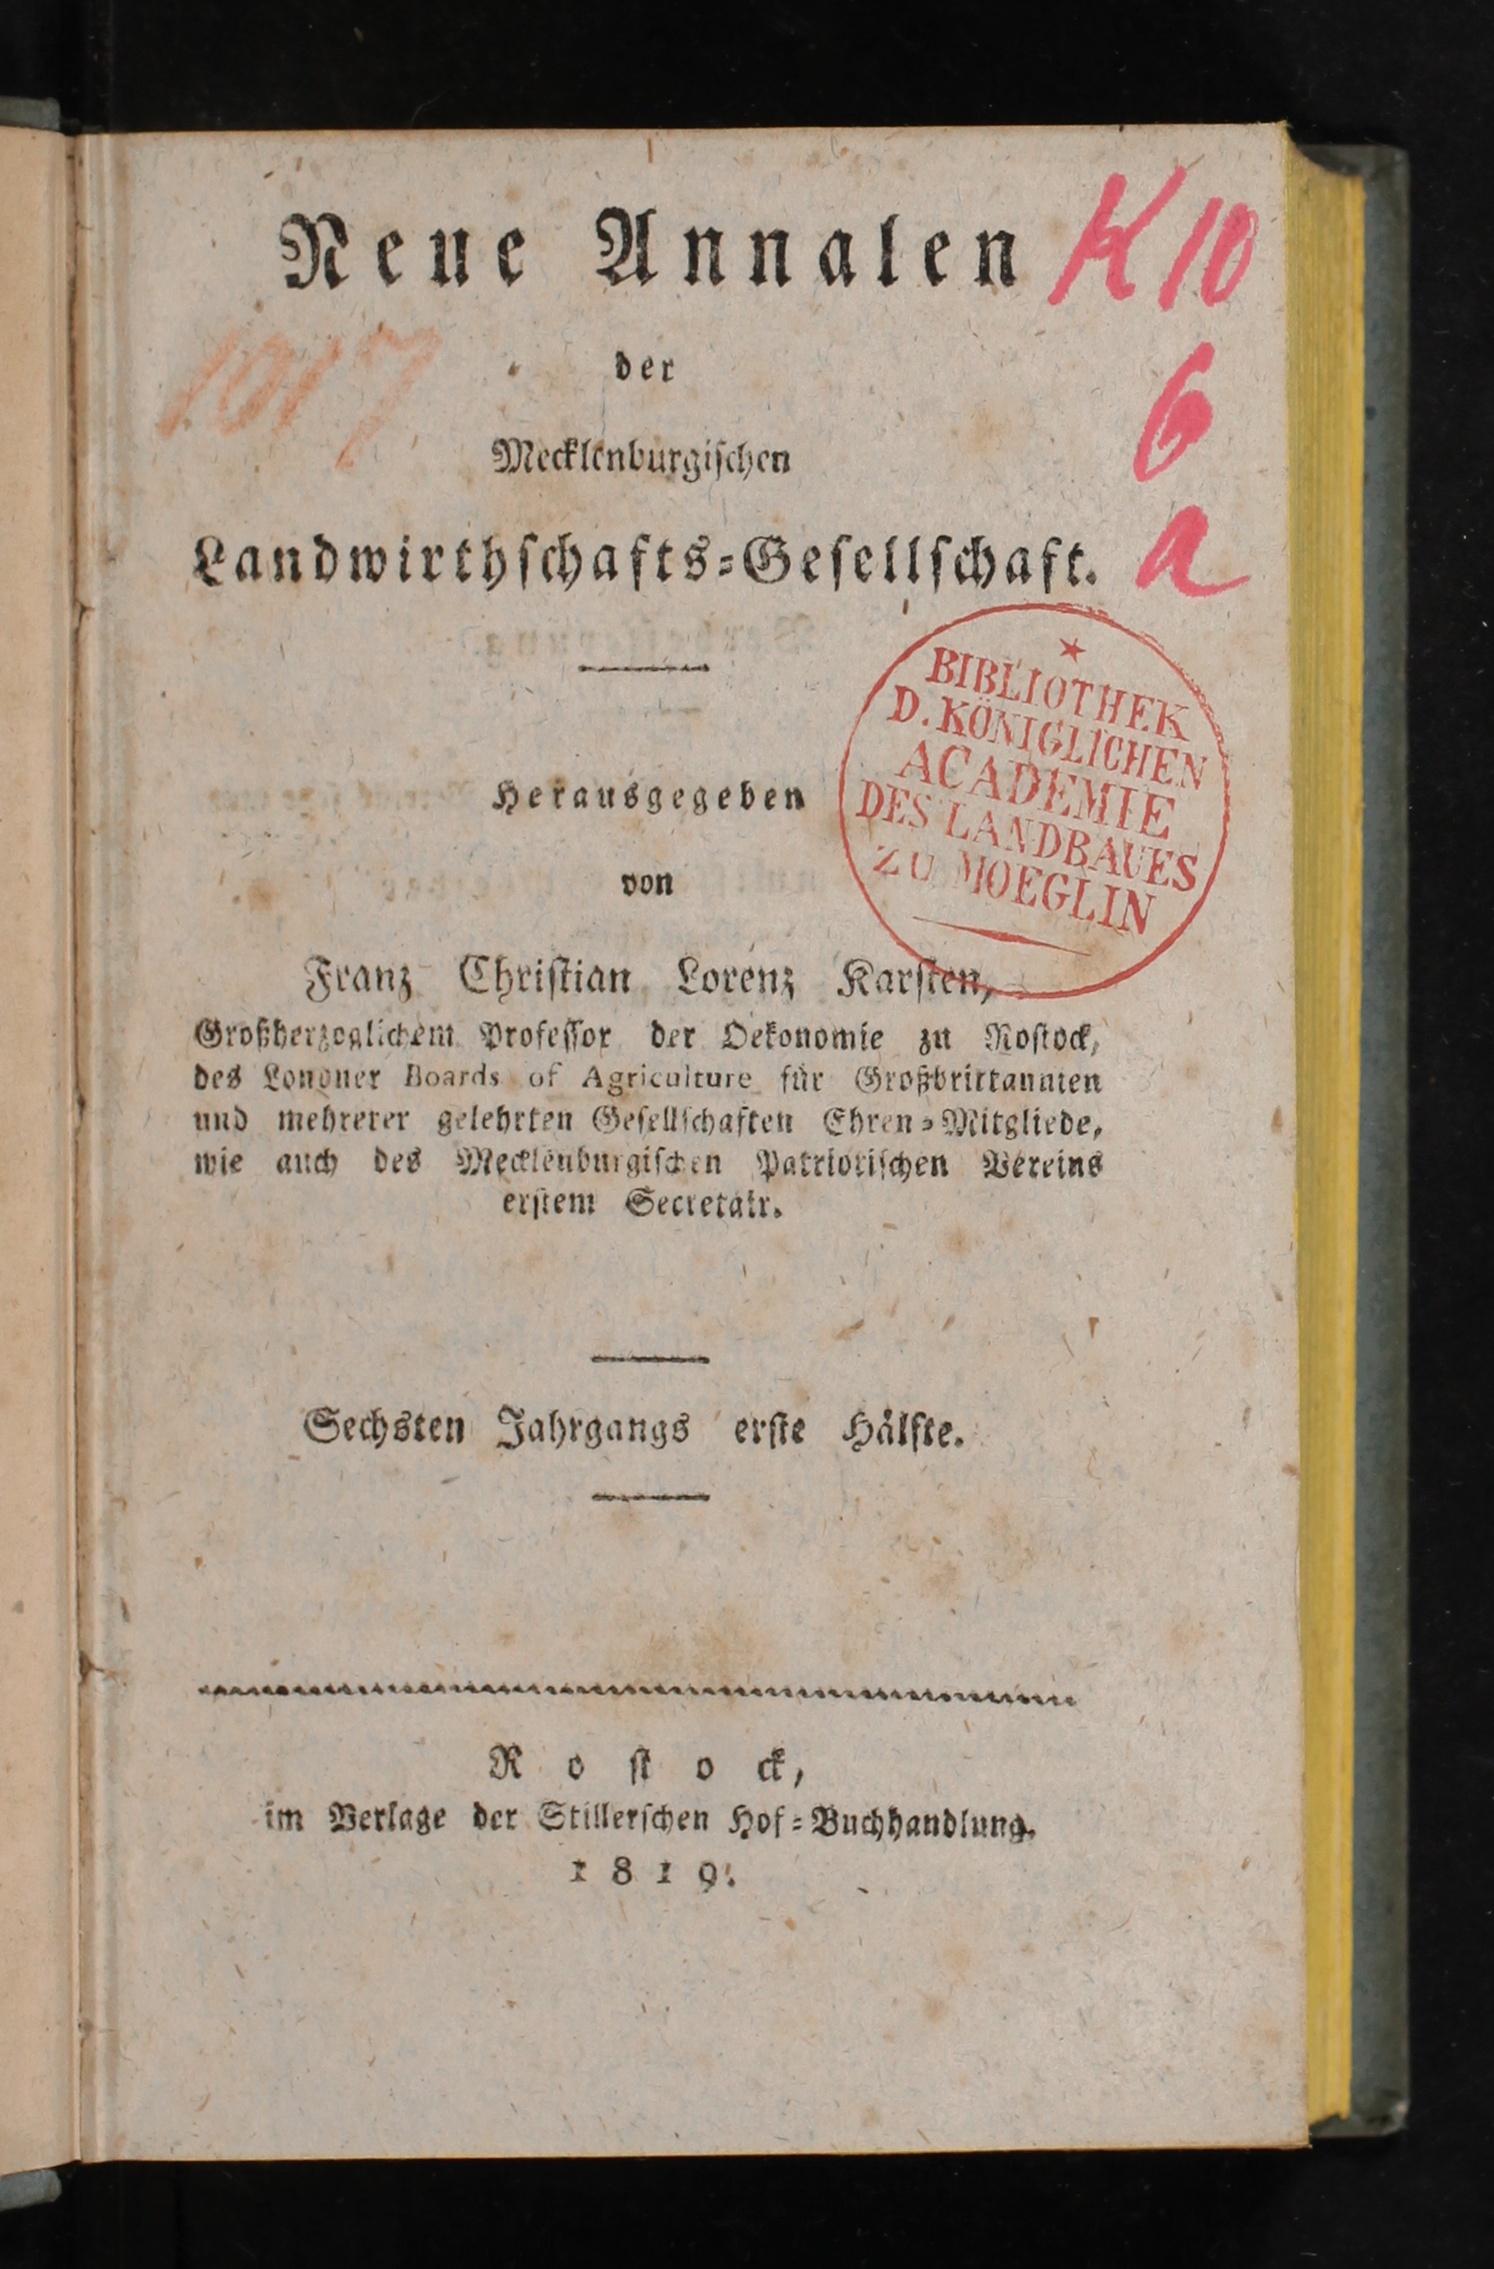 Neue Annalen
K 10
1017.
der
6
Mecklenburgischen
Landwirthschafts-Gesellschaft.
a
BIBLIOTHEK
D. KÖNIGLICHEN
ACADEMIE
DES LANDBAUES
ZU MOEGLIN
Herausgegeben
von
Franz Christian Lorenz Karsten,
Großherzoglichem Professor der Oekonomie zu Rostock,
des Londner Boards of Agriculture für Großbrittannien
und mehrerer gelehrten Gesellschaften Ehren-Mitgliede,
wie auch des Mecklenburgischen Patriotischen Vereins
erstem Secretair.
Sechsten Jahrgangs erste Hälfte.
Rostock,
im Verlage der Stillerschen Hof-Buchhandlung.
1819.